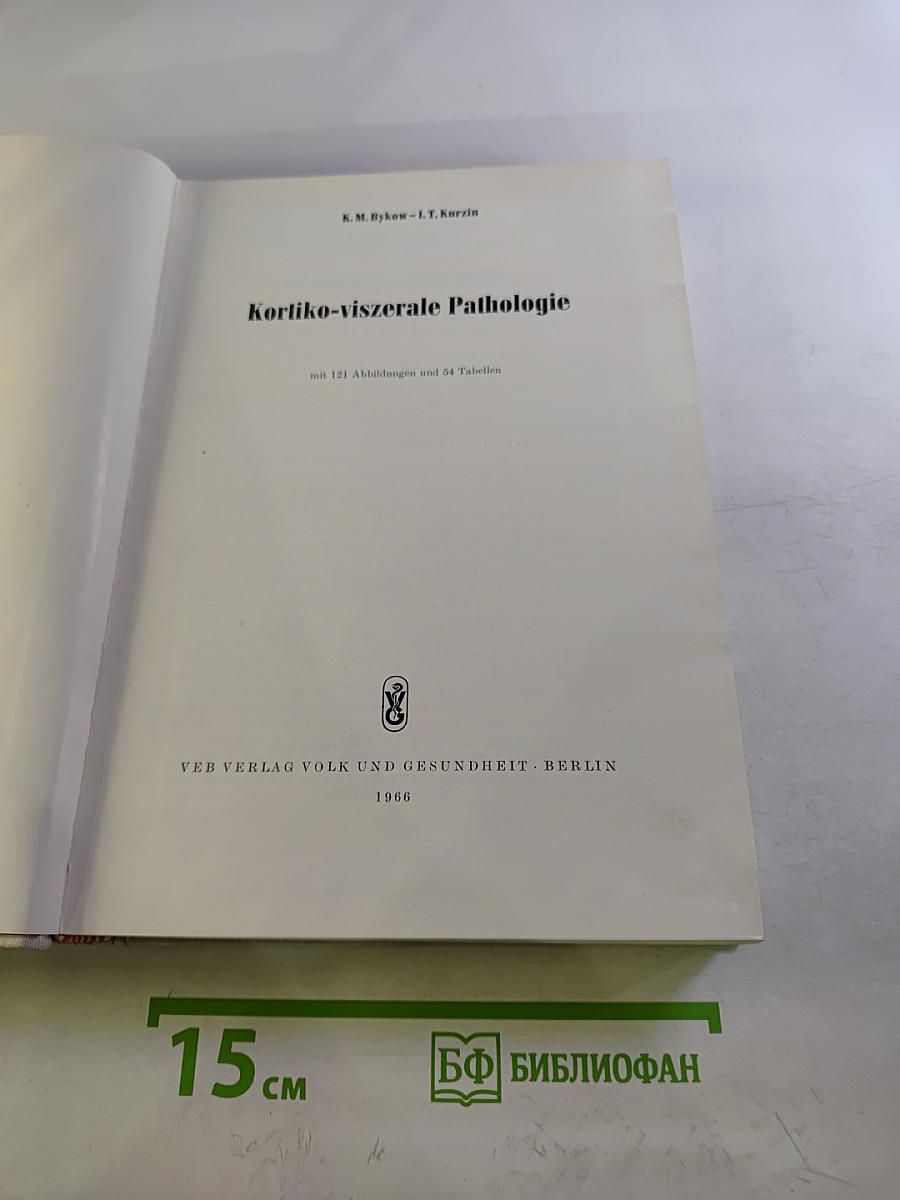 K. M. Bykow – I. T. Kurzin
Kortiko-viszerale Pathologie
mit 121 Abbildungen und 54 Tabellen
VG
VEB VERLAG VOLK UND GESUNDHEIT · BERLIN
1966
15 см
БФ БИБЛИОФАН